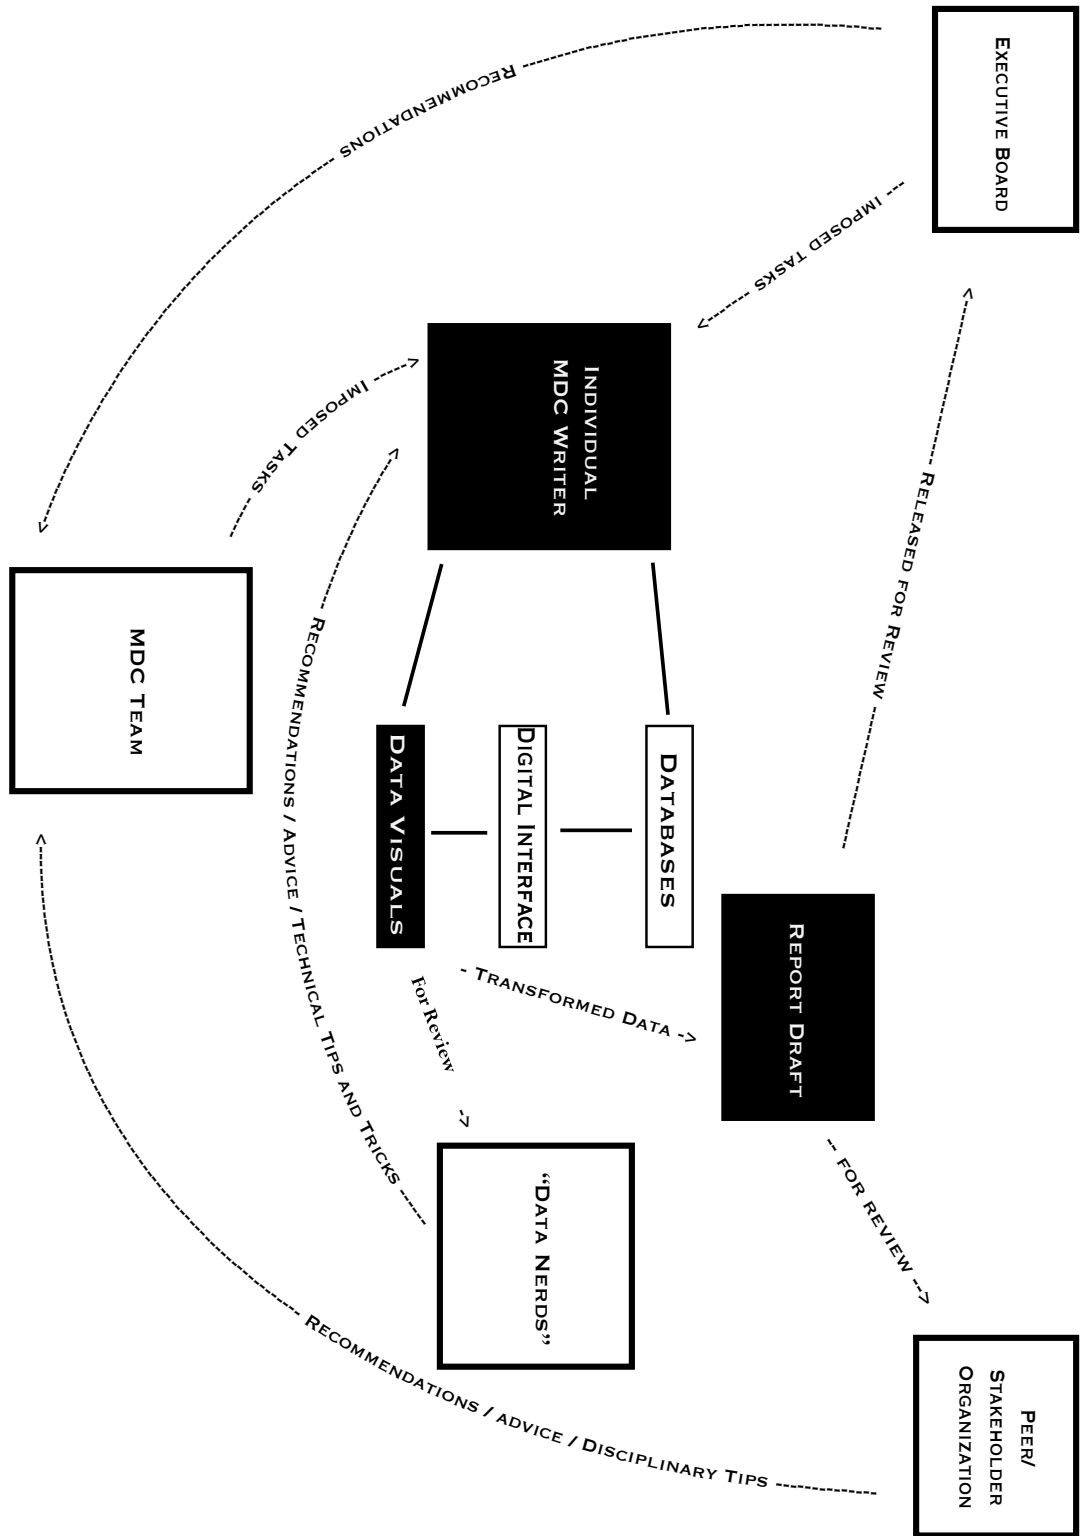 Executive Board
Peer/
Stakeholder
Organization
Released for Review
for review
Imposed Tasks
Report Draft
Transformed Data
Individual
MDC Writer
Databases
Digital Interface
Data Visuals
For Review
“Data Nerds”
Recommendations
Imposed Tasks
Recommendations / Advice / Technical Tips and Tricks
Recommendations / advice / Disciplinary Tips
MDC Team